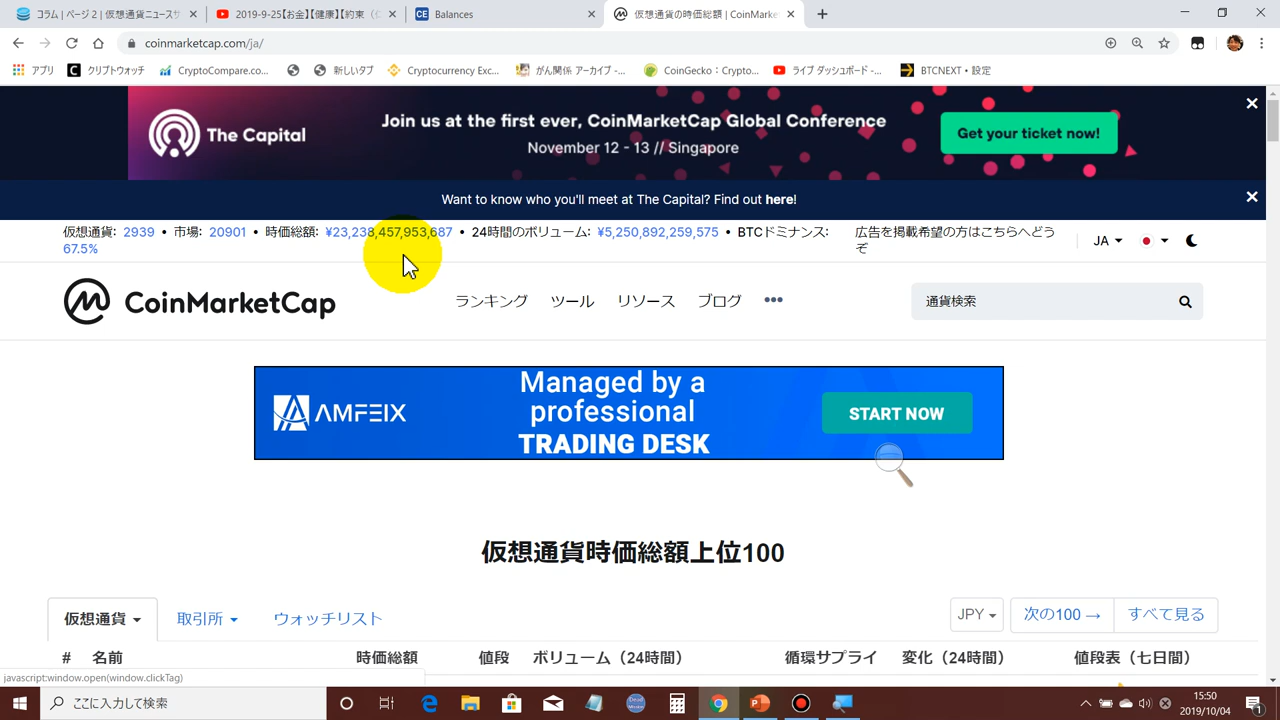 コラム | ページ 2 | 仮想通貨ニュースサ
2019-9-25【お金】【健康】【約束
Balances
仮想通貨の時価総額 | CoinMarke
coinmarketcap.com/ja/
アプリ
クリプトウォッチ
CryptoCompare.co...
新しいタブ
Cryptocurrency Exc...
がん関係 アーカイブ -...
CoinGecko：Crypto...
ライブ ダッシュボード -...
BTCNEXT・設定
The Capital
Join us at the first ever, CoinMarketCap Global Conference
November 12 - 13 // Singapore
Get your ticket now!
Want to know who you'll meet at The Capital? Find out here!
仮想通貨: 2939 • 市場: 20901 • 時価総額: ¥23,238,457,953,687 • 24時間のボリューム: ¥5,250,892,259,575 • BTCドミナンス:
67.5%
広告を掲載希望の方はこちらへどう
ぞ
JA
CoinMarketCap
ランキング
ツール
リソース
ブログ
通貨検索
AMFEIX
Managed by a
professional
TRADING DESK
START NOW
仮想通貨時価総額上位100
仮想通貨
取引所
ウォッチリスト
JPY
次の100 →
すべて見る
# 名前 時価総額 値段 ボリューム（24時間） 循環サプライ 変化（24時間） 値段表（七日間）
javascript:window.open(window.clickTag)
ここに入力して検索
15:50
2019/10/04